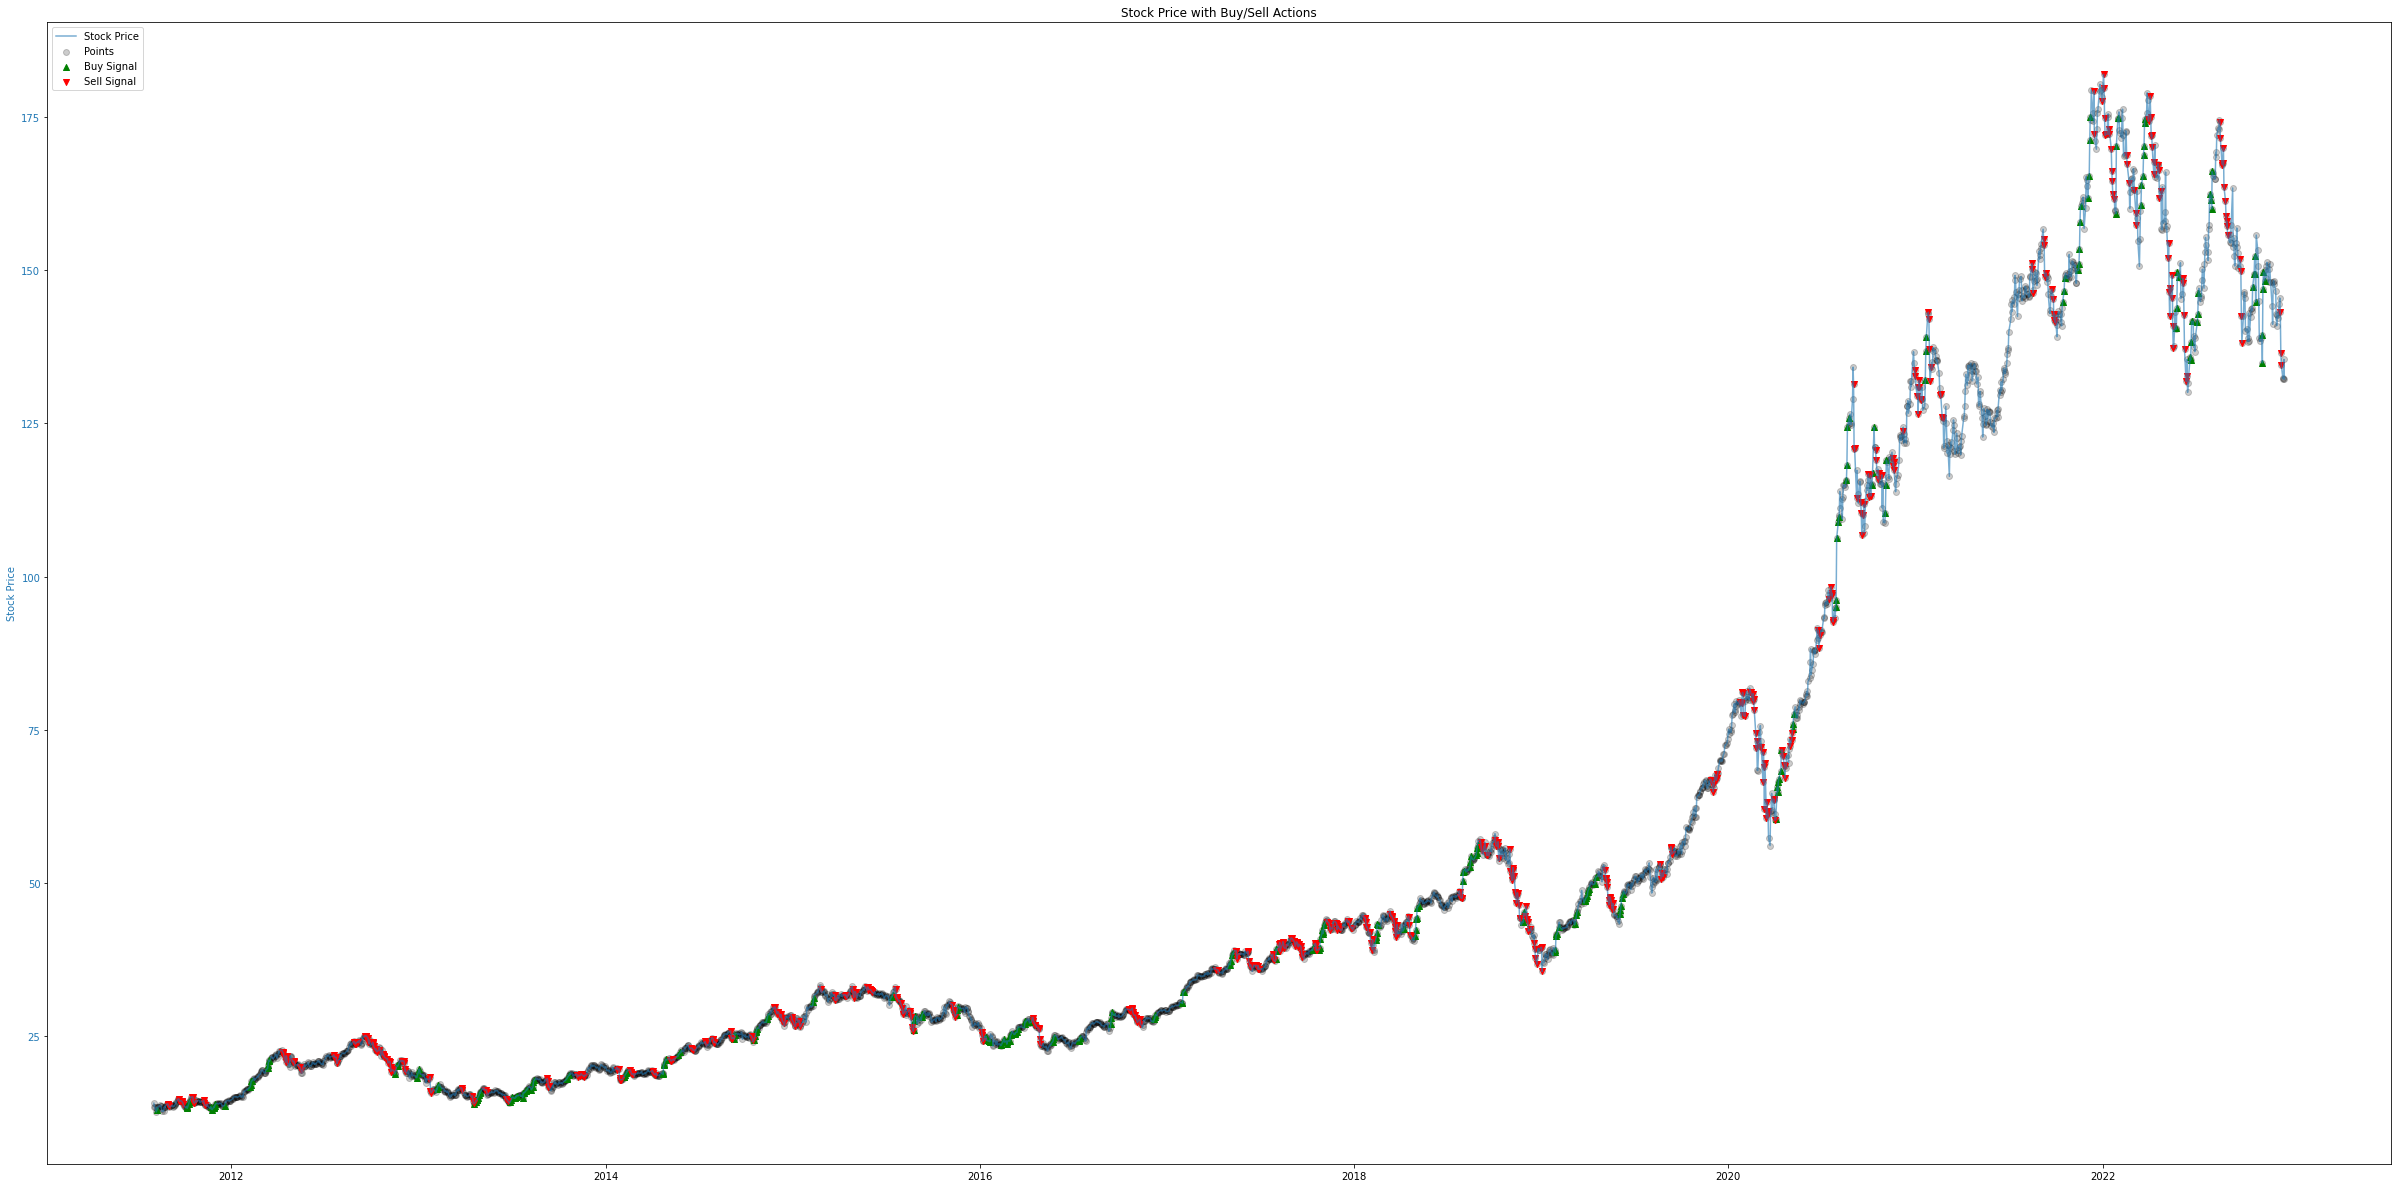 Stock Price with Buy/Sell Actions
Stock Price
Points
Buy Signal
Sell Signal
175
150
125
100
75
50
25
Stock Price
2012
2014
2016
2018
2020
2022